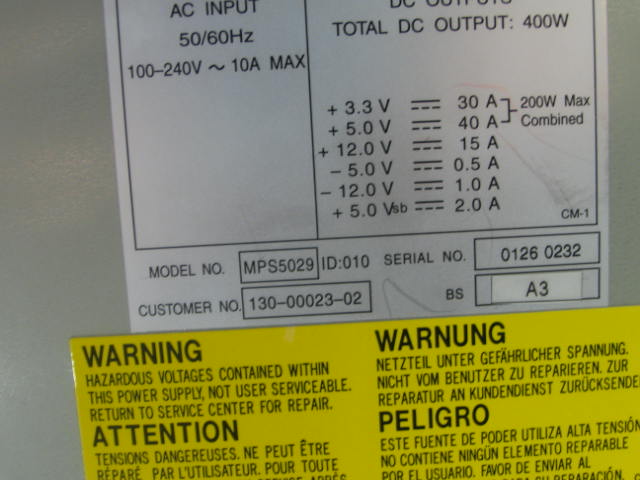 AC INPUT
50/60Hz
100-240V ~ 10A MAX
DC OUTPUTS
TOTAL DC OUTPUT: 400W
+ 3.3 V ⎓ 30 A
+ 5.0 V ⎓ 40 A
200W Max
Combined
+ 12.0 V ⎓ 15 A
– 5.0 V ⎓ 0.5 A
– 12.0 V ⎓ 1.0 A
+ 5.0 Vsb ⎓ 2.0 A
CM-1
MODEL NO. MPS5029 ID:010 SERIAL NO. 0126 0232
CUSTOMER NO. 130-00023-02 BS A3
WARNING
HAZARDOUS VOLTAGES CONTAINED WITHIN
THIS POWER SUPPLY, NOT USER SERVICEABLE.
RETURN TO SERVICE CENTER FOR REPAIR.
ATTENTION
TENSIONS DANGEREUSES. NE PEUT ÊTRE
RÉPARÉ PAR L'UTILISATEUR. POUR TOUTE
WARNUNG
NETZTEIL UNTER GEFÄHRLICHER SPANNUNG.
NICHT VOM BENUTZER ZU REPARIEREN. ZUR
REPARATUR AN KUNDENDIENST ZURÜCKSENDE
PELIGRO
ESTE FUENTE DE PODER UTILIZA ALTA TENSIÓN
NO CONTIENE NINGÚN ELEMENTO REPARABLE
POR EL USUARIO. FAVOR DE ENVIAR AL